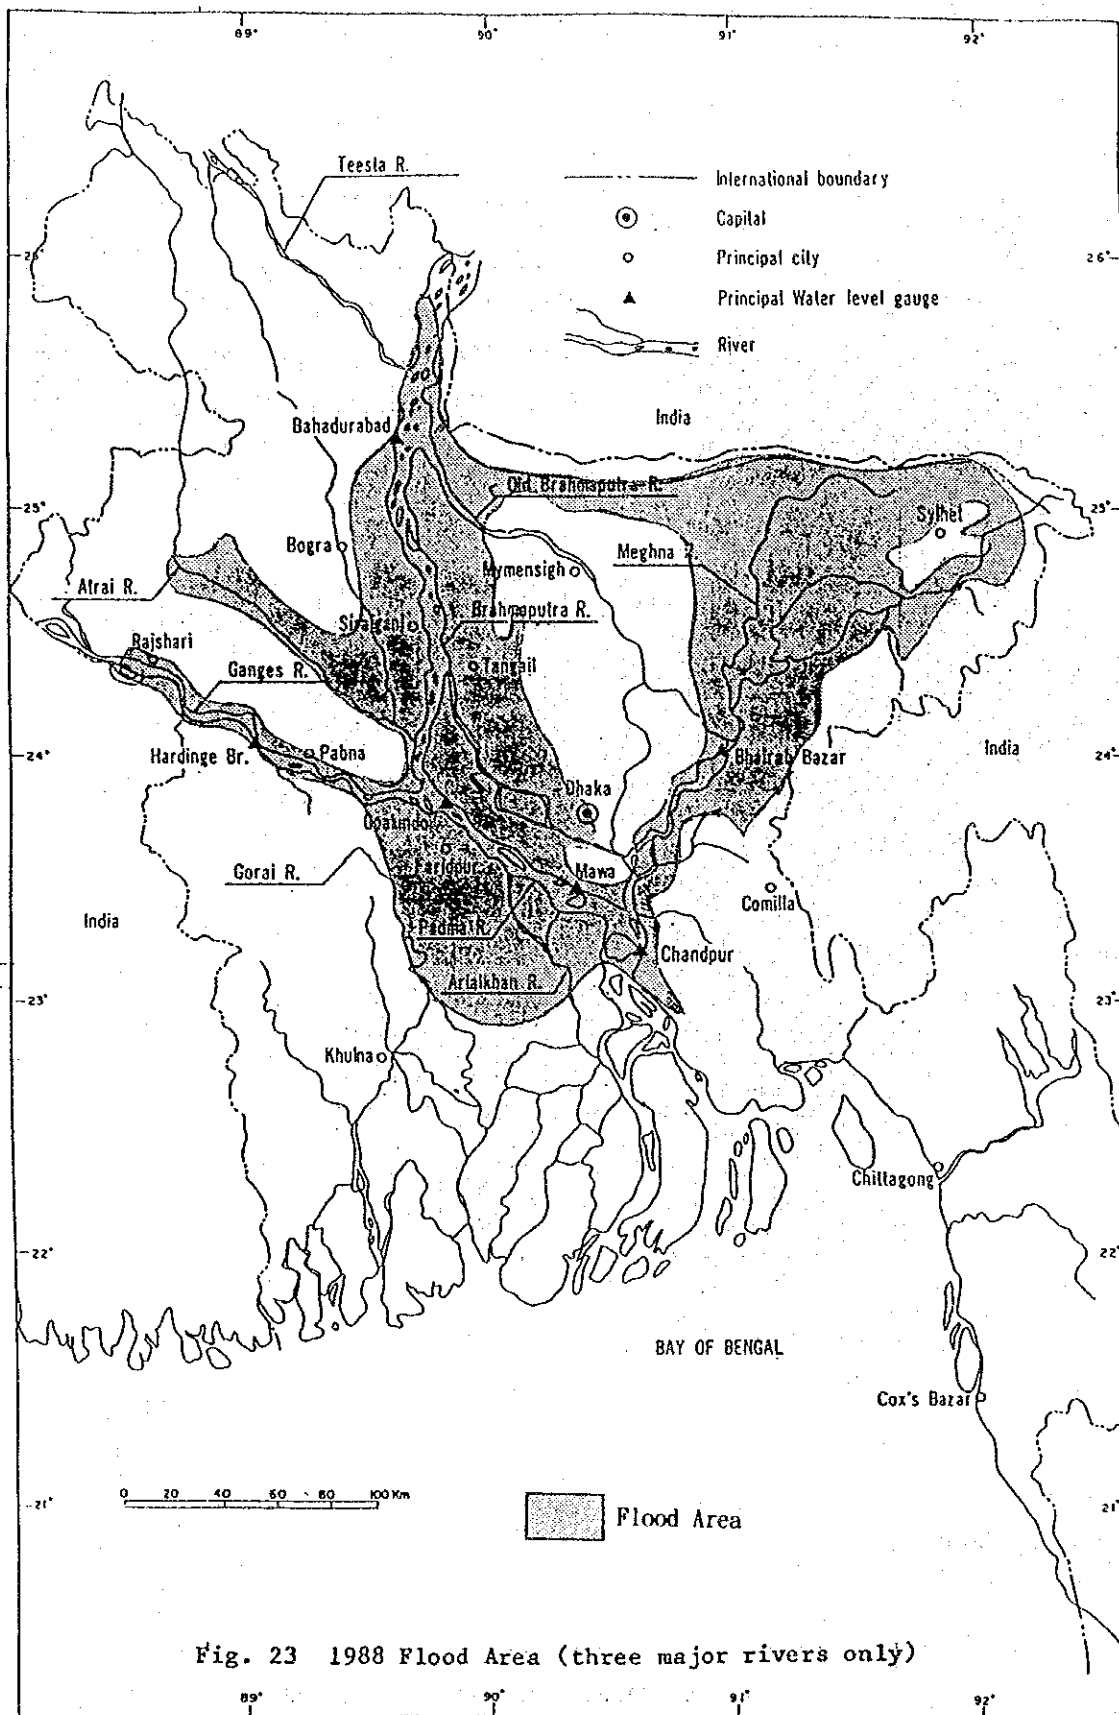 89° 90° 91° 92°
Teesta R.
International boundary
Capital
26° Principal city 26°
Principal Water level gauge
River
India
Bahadurabad
Old Brahmaputra R.
25° 25°
Sylhet
Bogra
Meghna
Mymensigh
Atrai R.
Brahmaputra R.
Sirajganj
Rajshari
Tangail
Ganges R.
India
Hardinge Br.
Pabna
24° Bhairab Bazar 24°
Dhaka
Goalundo
Gorai R.
Faridpur
Mawa
Comilla
India
Padma R.
Chandpur
Arialkhan R.
23° 23°
Khulna
Chittagong
22° 22°
BAY OF BENGAL
Cox's Bazar
0 20 40 60 80 100 Km
21° 21°
Flood Area
Fig. 23 1988 Flood Area (three major rivers only)
89° 90° 91° 92°